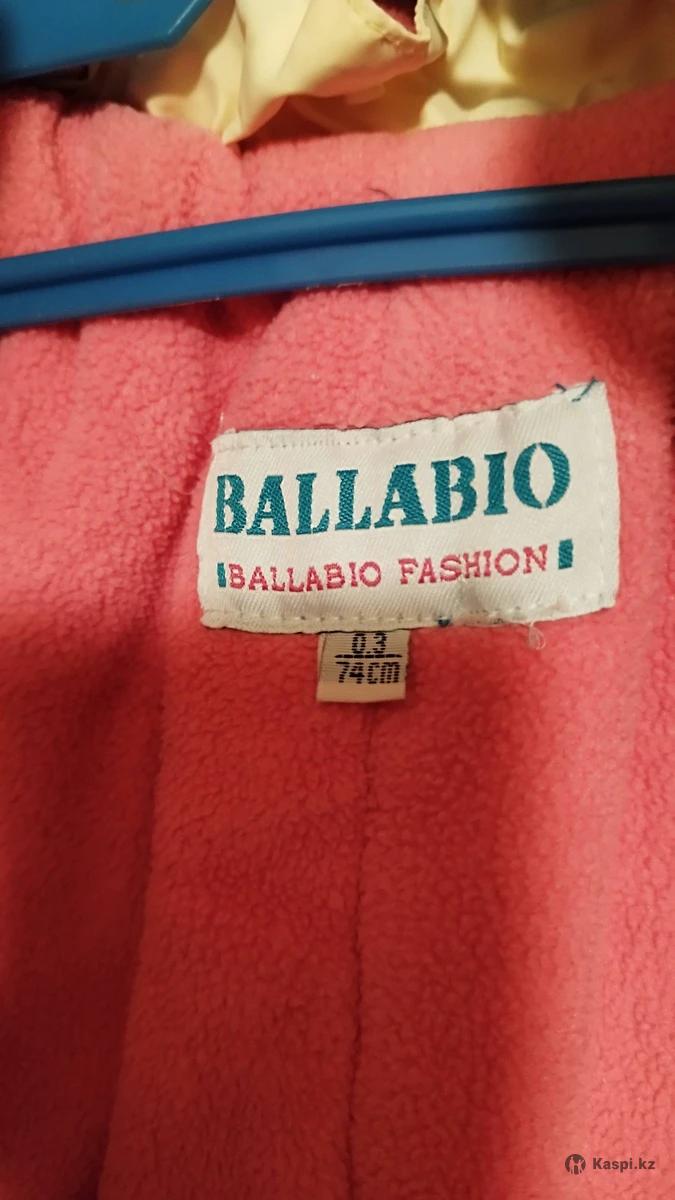 BALLABIO
BALLABIO FASHION
0.3
74cm
Kaspi.kz